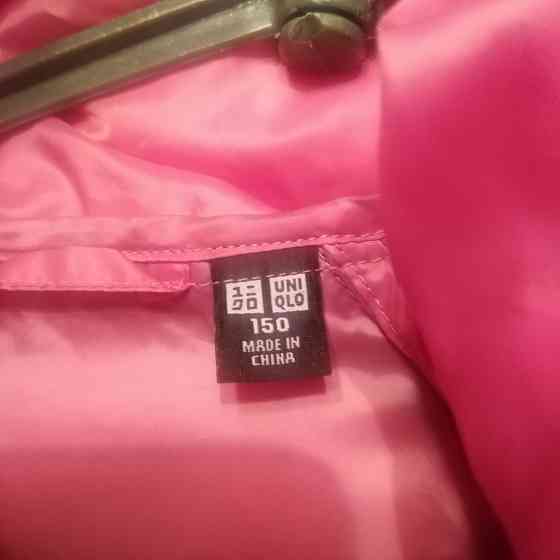 ユニ UNI
クロ QLO
150
MADE IN
CHINA